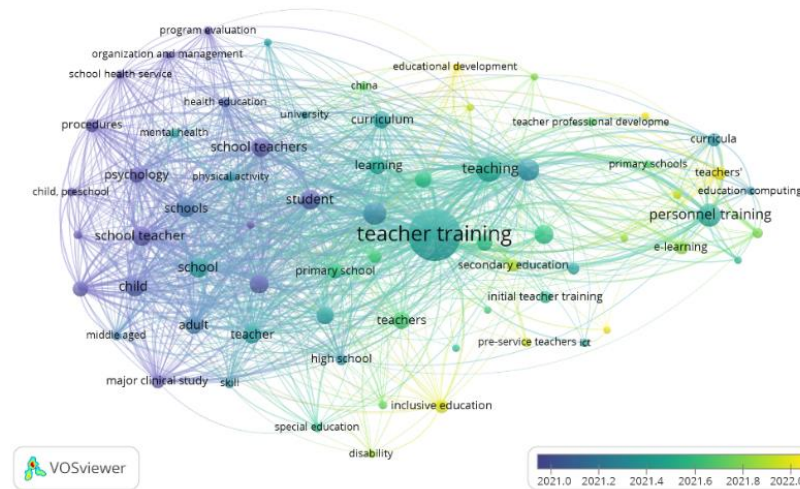 program evaluation
organization and management
educational development
school health service
china
health education
university
procedures
curriculum
teacher professional developme
mental health
curricula
school teachers
learning
teaching
primary schools
teachers'
psychology
physical activity
child, preschool
education computing
student
schools
personnel training
school teacher
teacher training
e-learning
school
primary school
secondary education
child
initial teacher training
adult
teachers
middle aged
teacher
pre-service teachers
ict
high school
major clinical study
skill
inclusive education
special education
disability
VOSviewer
2021.0 2021.2 2021.4 2021.6 2021.8 2022.0